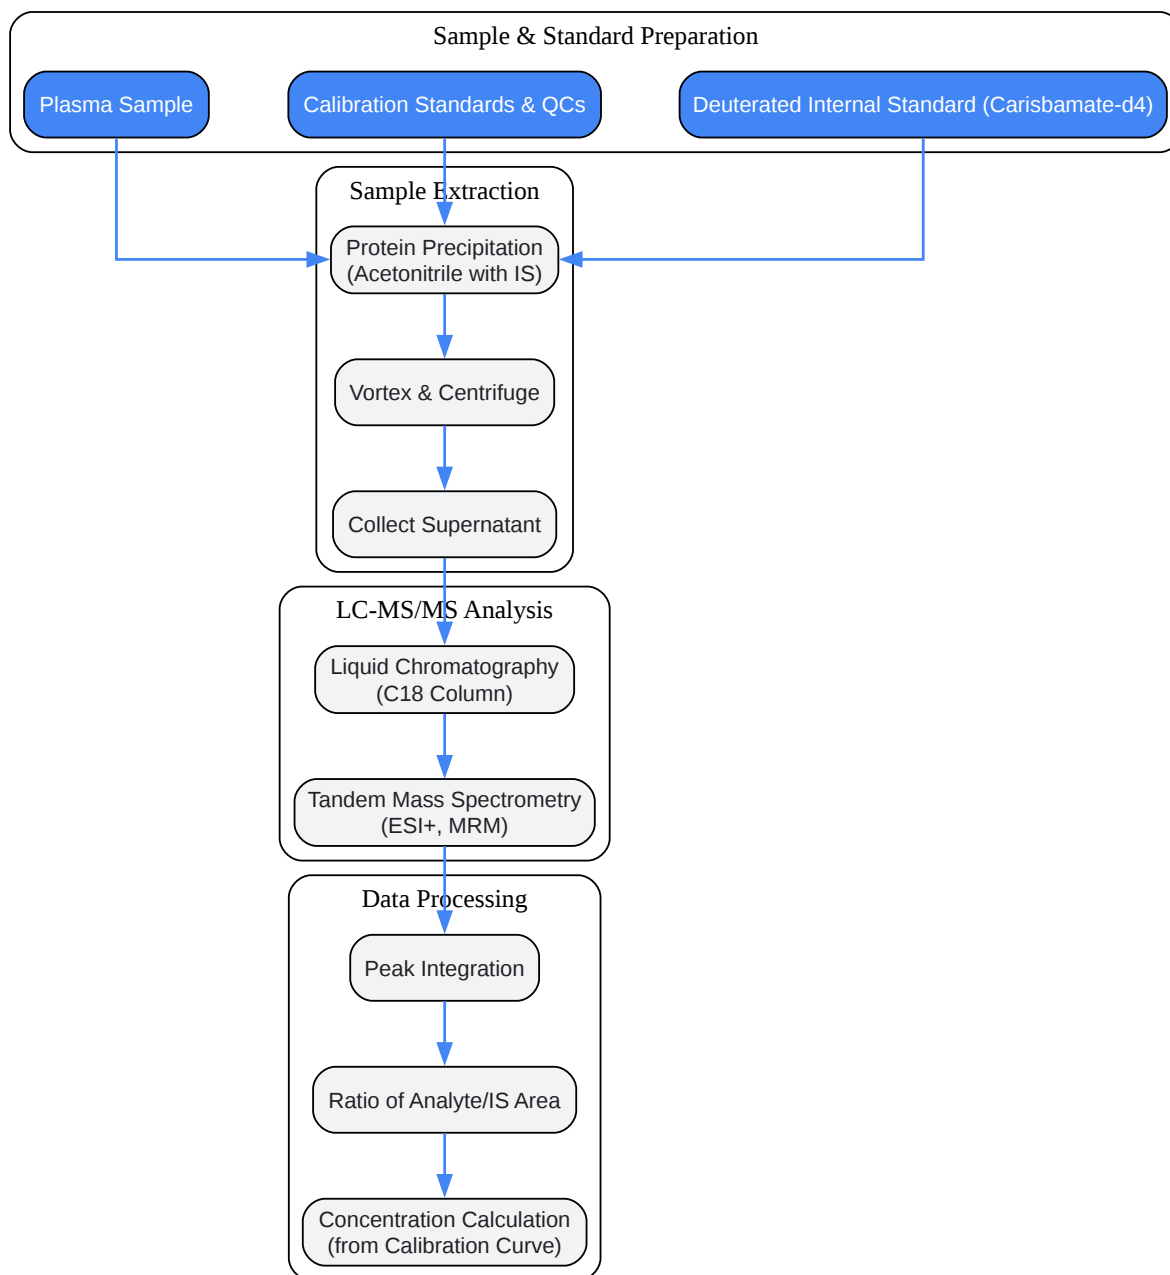 Sample & Standard Preparation
Plasma Sample
Calibration Standards & QCs
Deuterated Internal Standard (Carisbamate-d4)
Sample Extraction
Protein Precipitation
(Acetonitrile with IS)
Vortex & Centrifuge
Collect Supernatant
LC-MS/MS Analysis
Liquid Chromatography
(C18 Column)
Tandem Mass Spectrometry
(ESI+, MRM)
Data Processing
Peak Integration
Ratio of Analyte/IS Area
Concentration Calculation
(from Calibration Curve)